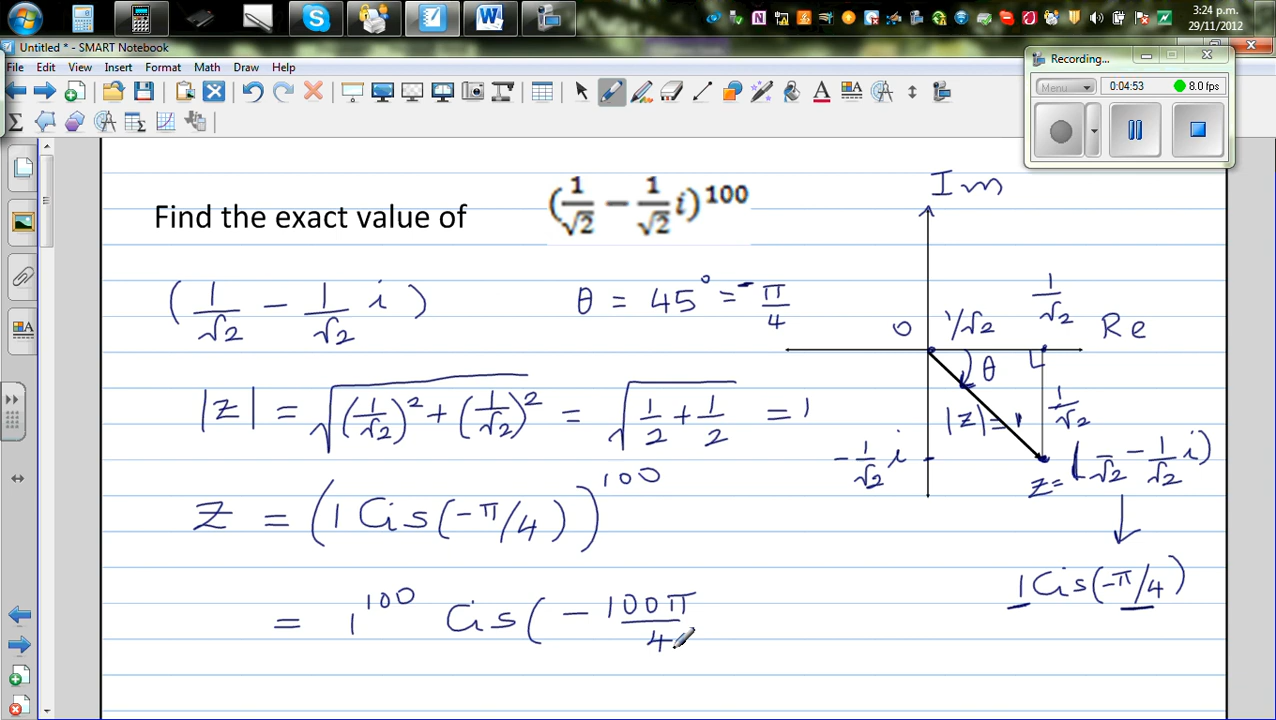 3:24 p.m.
29/11/2012
Untitled * - SMART Notebook
File Edit View Insert Format Math Draw Help
Recording...
Menu 0:04:53 8.0 fps
Find the exact value of (1/√2 − 1/√2 i)^100
Im
(1/√2 − 1/√2 i) θ = 45° = -π/4
1/√2
0 1/√2 Re
θ
|z| = √((1/√2)² + (1/√2)²) = √(1/2 + 1/2) = 1
|z|=1 1/√2
-1/√2 i z= (1/√2 − 1/√2 i)
Z = (1 Cis(-π/4))^100
1Cis(-π/4)
= 1^100 Cis( -100π/4